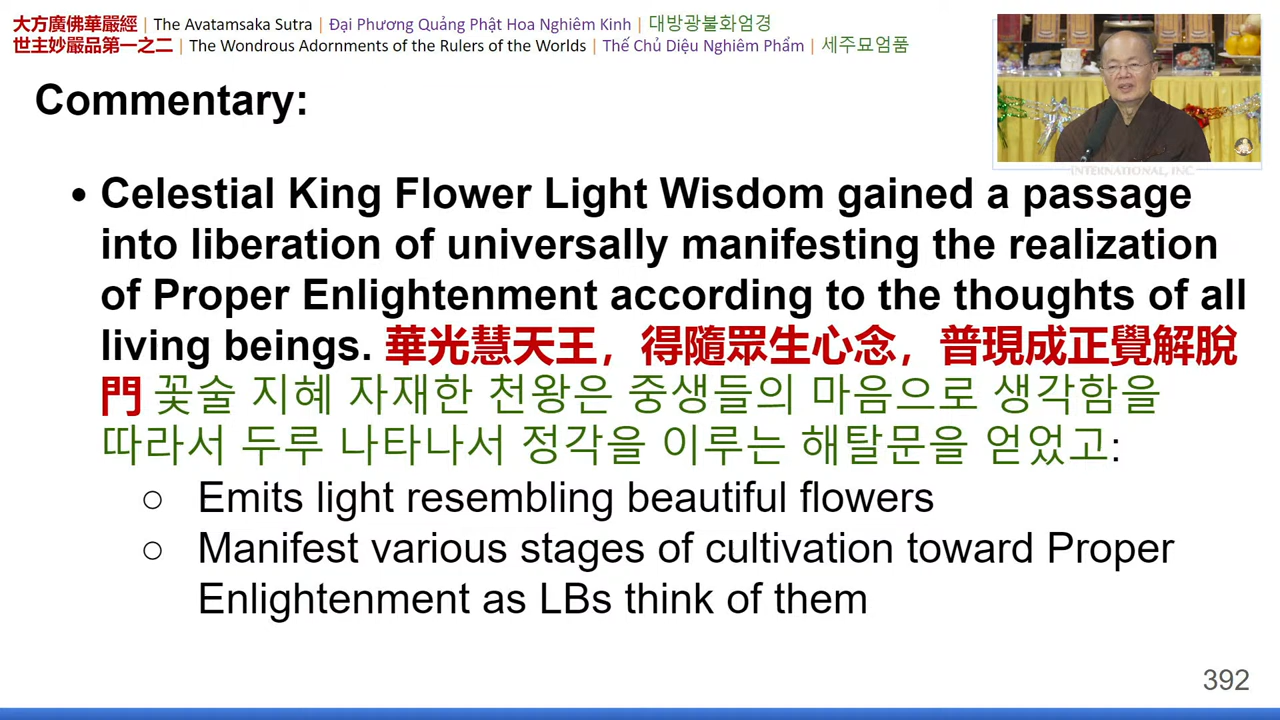 大方廣佛華嚴經 | The Avatamsaka Sutra | Đại Phương Quảng Phật Hoa Nghiêm Kinh | 대방광불화엄경
世主妙嚴品第一之二 | The Wondrous Adornments of the Rulers of the Worlds | Thế Chủ Diệu Nghiêm Phẩm | 세주묘엄품
Commentary:
INTERNATIONAL, INC
• Celestial King Flower Light Wisdom gained a passage
into liberation of universally manifesting the realization
of Proper Enlightenment according to the thoughts of all
living beings. 華光慧天王，得隨眾生心念，普現成正覺解脫
門 꽃술 지혜 자재한 천왕은 중생들의 마음으로 생각함을
따라서 두루 나타나서 정각을 이루는 해탈문을 얻었고:
○ Emits light resembling beautiful flowers
○ Manifest various stages of cultivation toward Proper
Enlightenment as LBs think of them
392